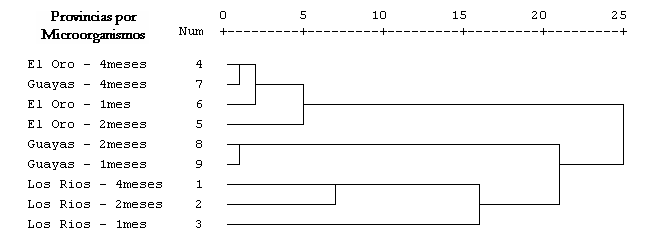 Provincias por
Microorganismos
0 5 10 15 20 25
Num
El Oro - 4meses 4
Guayas - 4meses 7
El Oro - 1mes 6
El Oro - 2meses 5
Guayas - 2meses 8
Guayas - 1meses 9
Los Rios - 4meses 1
Los Rios - 2meses 2
Los Rios - 1mes 3